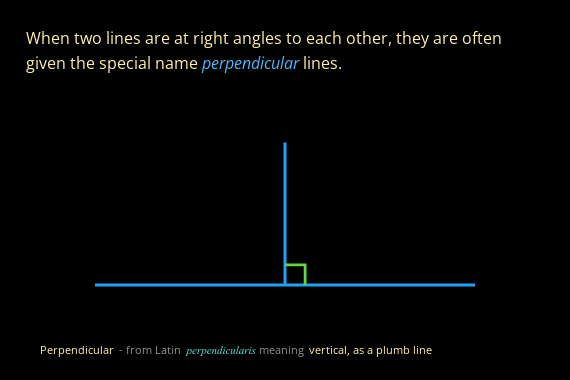 When two lines are at right angles to each other, they are often
given the special name perpendicular lines.
Perpendicular - from Latin perpendicularis meaning vertical, as a plumb line